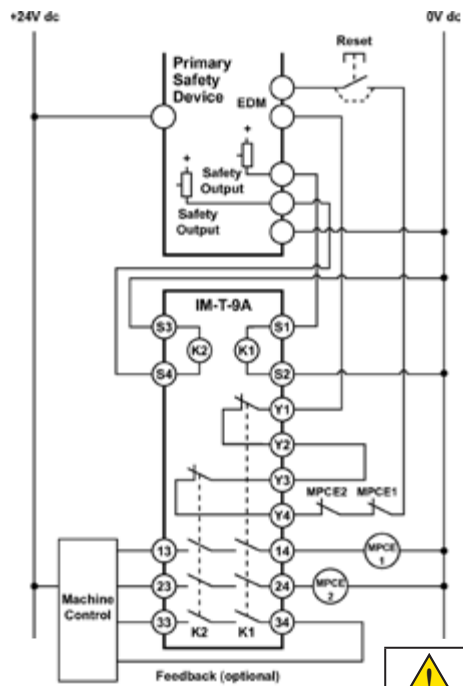 +24V dc
0V dc
Reset
Primary
Safety
Device
EDM
+
+
Safety
Output
Safety
Output
IM-T-9A
S3
K2
K1
S1
S4
S2
Y1
Y2
Y3
MPCE2 MPCE1
Y4
13
14
MPCE
1
23
24
MPCE
2
Machine
Control
33
K2
K1
34
Feedback (optional)
!